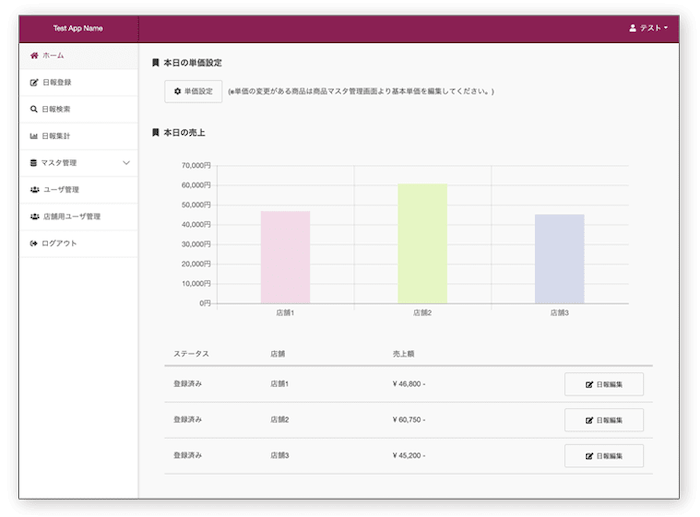 Test App Name
テスト
ホーム
日報登録
日報検索
日報集計
マスタ管理
ユーザ管理
店舗用ユーザ管理
ログアウト
本日の単価設定
単価設定 (※単価の変更がある商品は商品マスタ管理画面より基本単価を編集してください。)
本日の売上
70,000円
60,000円
50,000円
40,000円
30,000円
20,000円
10,000円
0円
店舗1 店舗2 店舗3
ステータス 店舗 売上額
登録済み 店舗1 ¥ 46,800 - 日報編集
登録済み 店舗2 ¥ 60,750 - 日報編集
登録済み 店舗3 ¥ 45,200 - 日報編集